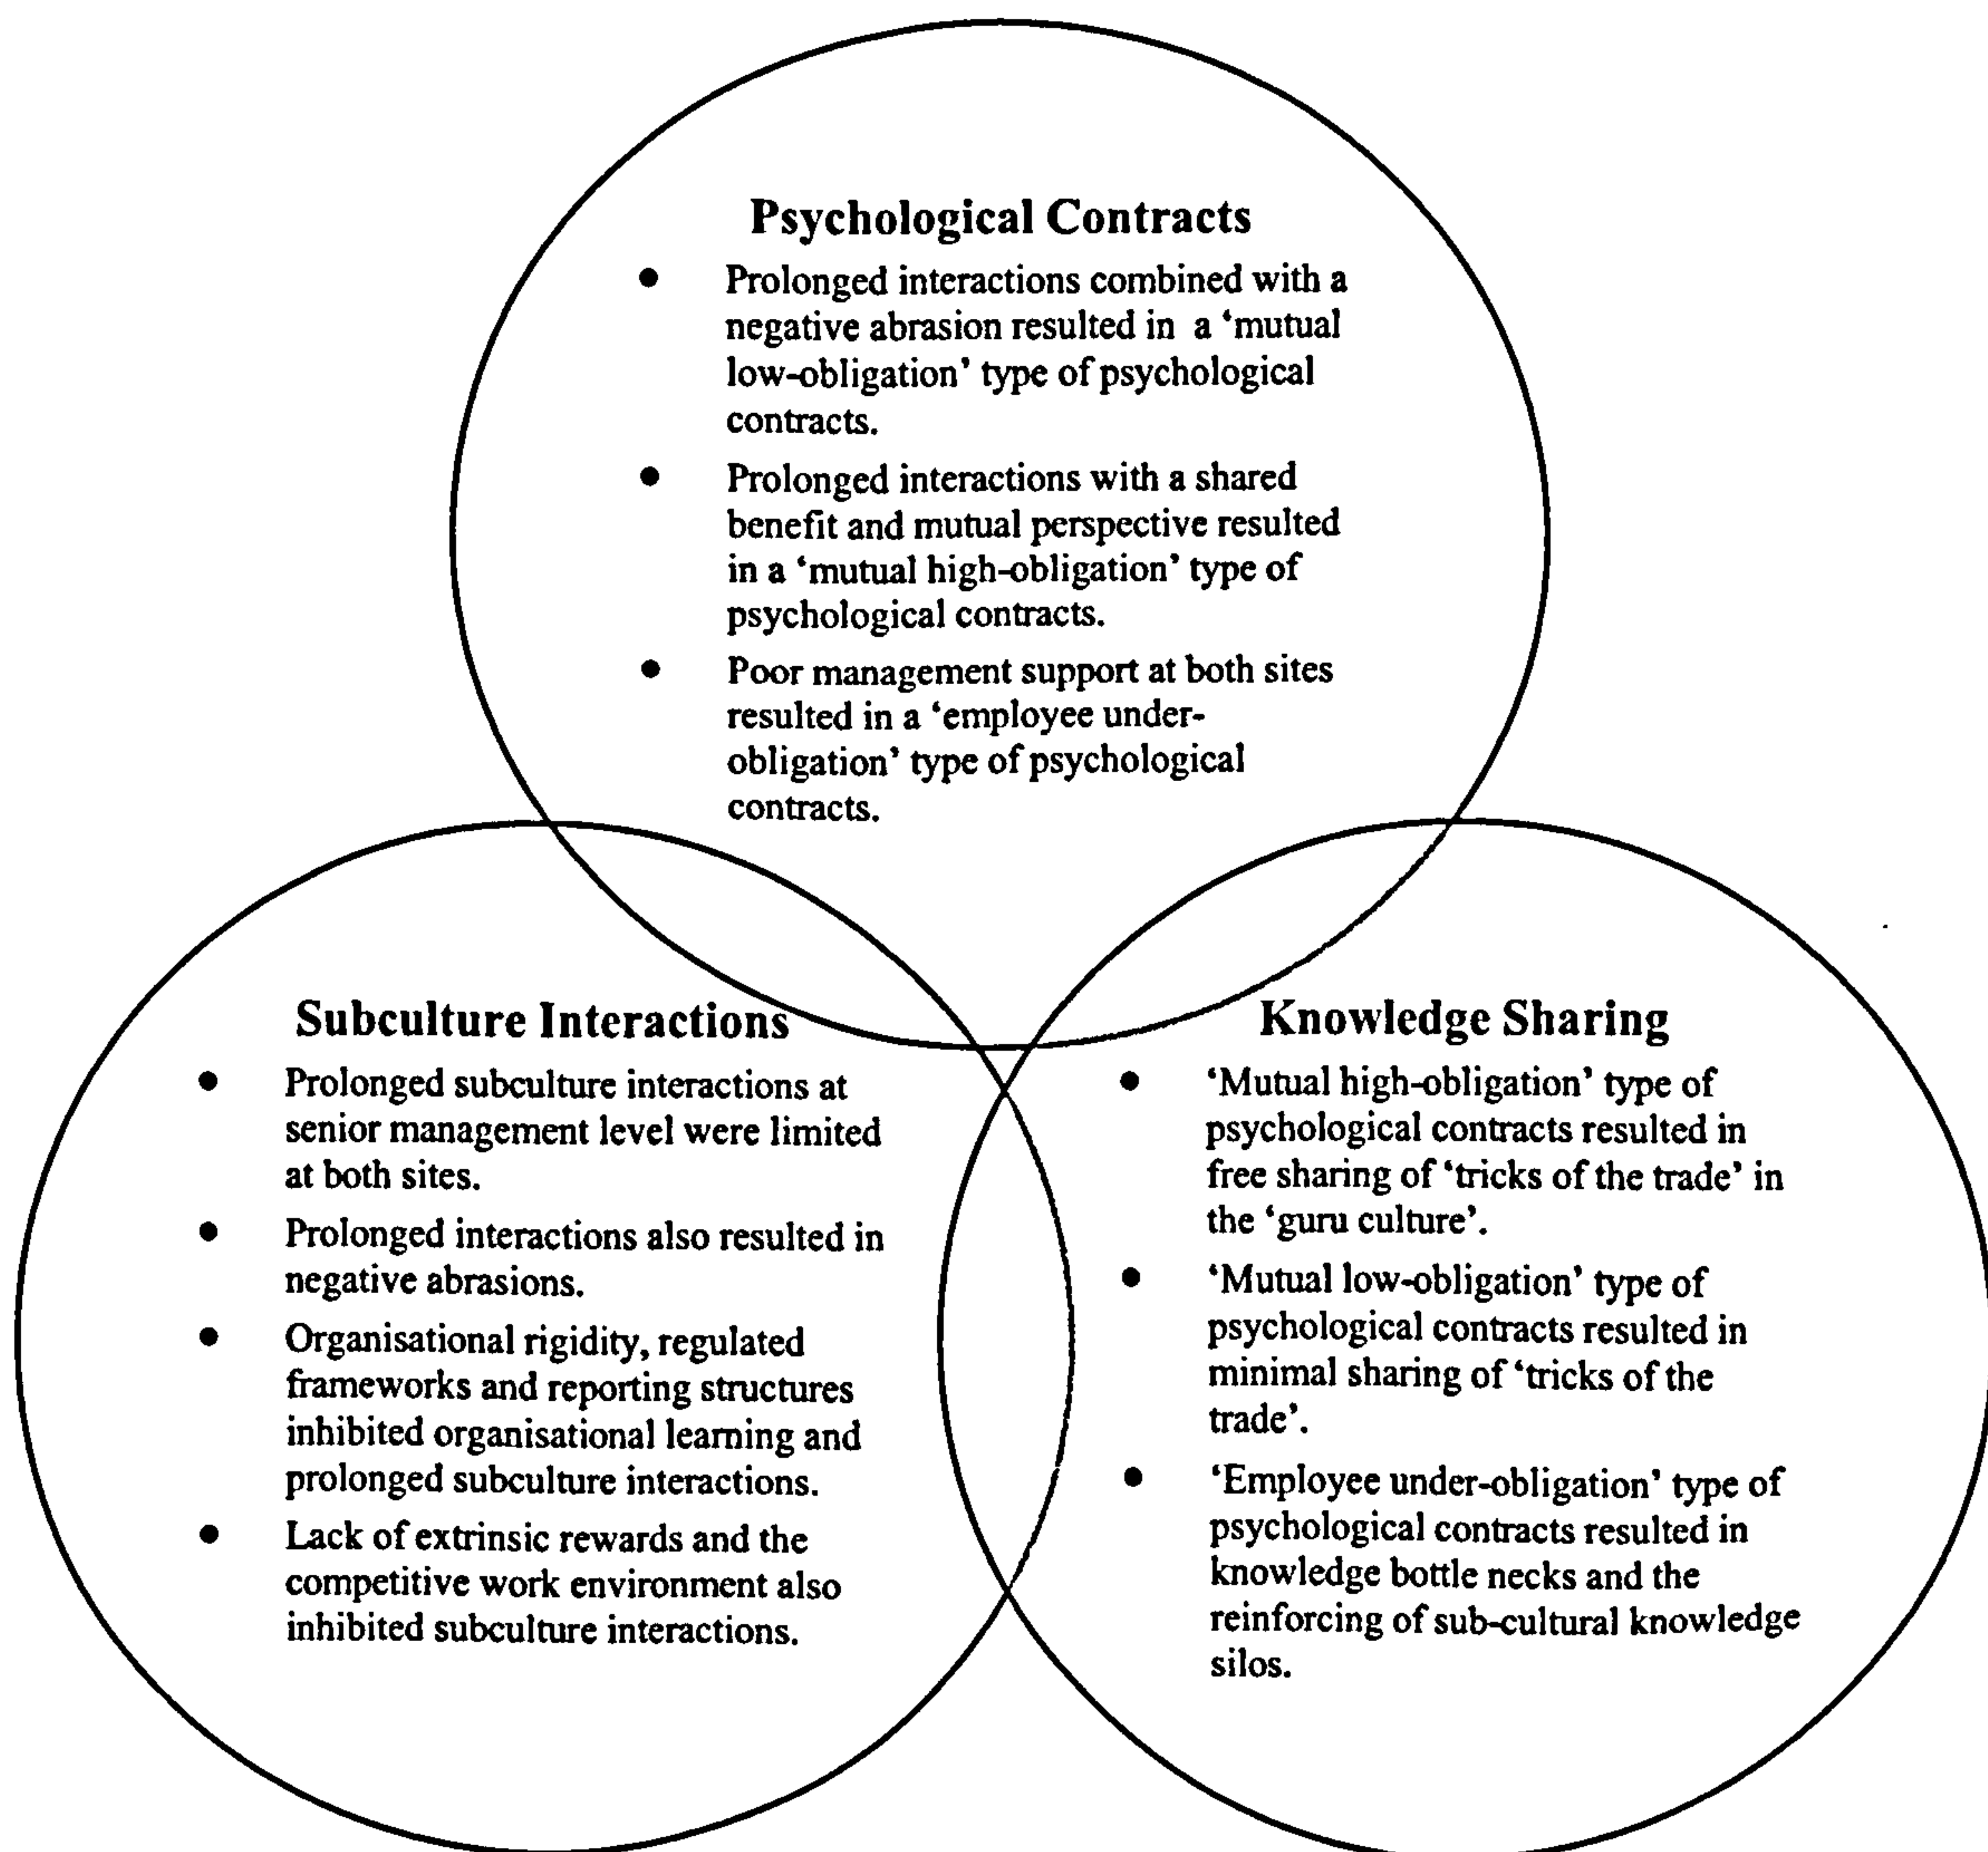 Psychological Contracts
• Prolonged interactions combined with a
negative abrasion resulted in a ‘mutual
low-obligation’ type of psychological
contracts.
• Prolonged interactions with a shared
benefit and mutual perspective resulted
in a ‘mutual high-obligation’ type of
psychological contracts.
• Poor management support at both sites
resulted in a ‘employee under-
obligation’ type of psychological
contracts.
Subculture Interactions
• Prolonged subculture interactions at
senior management level were limited
at both sites.
• Prolonged interactions also resulted in
negative abrasions.
• Organisational rigidity, regulated
frameworks and reporting structures
inhibited organisational learning and
prolonged subculture interactions.
• Lack of extrinsic rewards and the
competitive work environment also
inhibited subculture interactions.
Knowledge Sharing
• ‘Mutual high-obligation’ type of
psychological contracts resulted in
free sharing of ‘tricks of the trade’ in
the ‘guru culture’.
• ‘Mutual low-obligation’ type of
psychological contracts resulted in
minimal sharing of ‘tricks of the
trade’.
• ‘Employee under-obligation’ type of
psychological contracts resulted in
knowledge bottle necks and the
reinforcing of sub-cultural knowledge
silos.